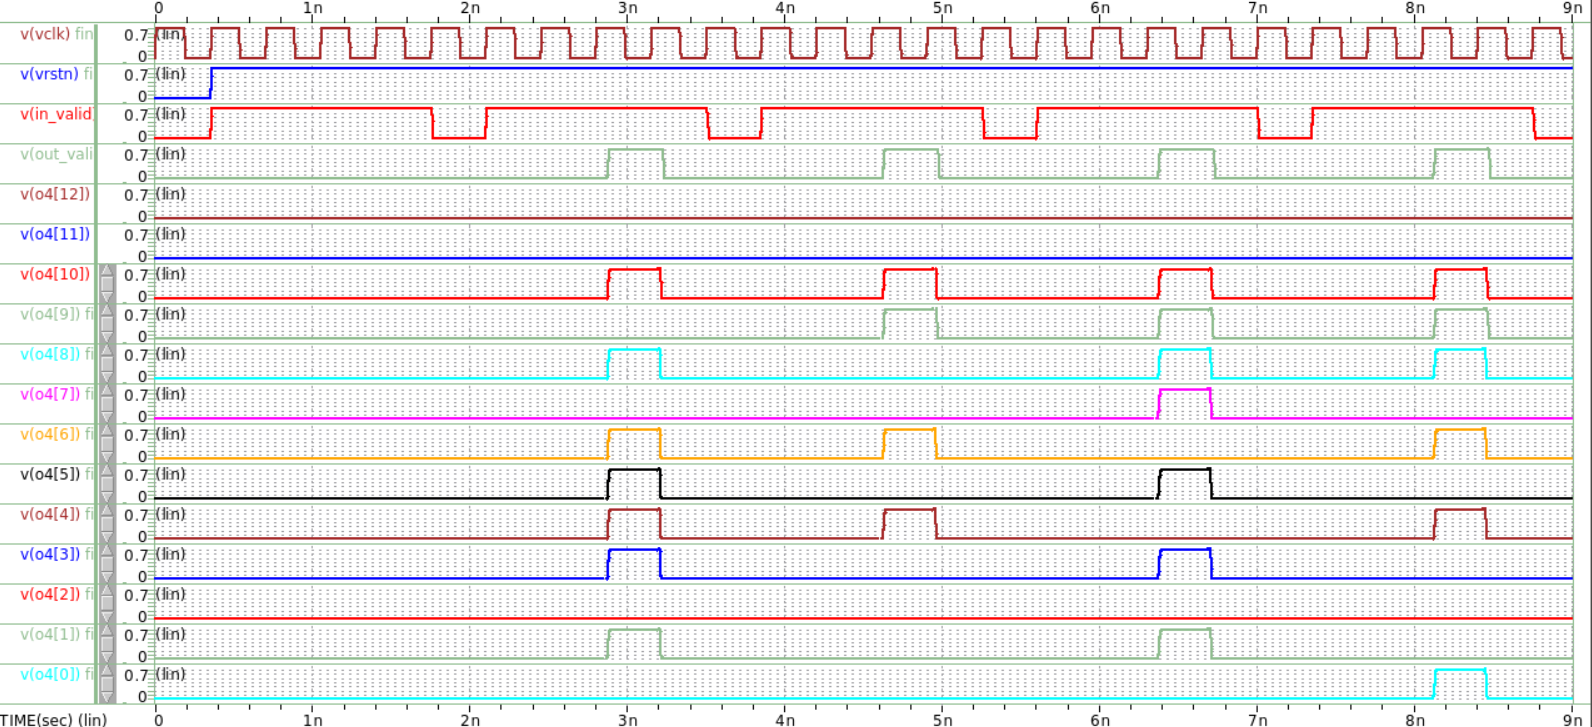 0 1n 2n 3n 4n 5n 6n 7n 8n 9n
v(vclk) fin 0.7 (lin)
0
v(vrstn) fi 0.7 (lin)
0
v(in_valid 0.7 (lin)
0
v(out_vali 0.7 (lin)
0
v(o4[12]) 0.7 (lin)
0
v(o4[11]) 0.7 (lin)
0
v(o4[10]) 0.7 (lin)
0
v(o4[9]) fi 0.7 (lin)
0
v(o4[8]) fi 0.7 (lin)
0
v(o4[7]) fi 0.7 (lin)
0
v(o4[6]) fi 0.7 (lin)
0
v(o4[5]) fi 0.7 (lin)
0
v(o4[4]) fi 0.7 (lin)
0
v(o4[3]) fi 0.7 (lin)
0
v(o4[2]) fi 0.7 (lin)
0
v(o4[1]) fi 0.7 (lin)
0
v(o4[0]) fi 0.7 (lin)
0
TIME(sec) (lin) 0 1n 2n 3n 4n 5n 6n 7n 8n 9n